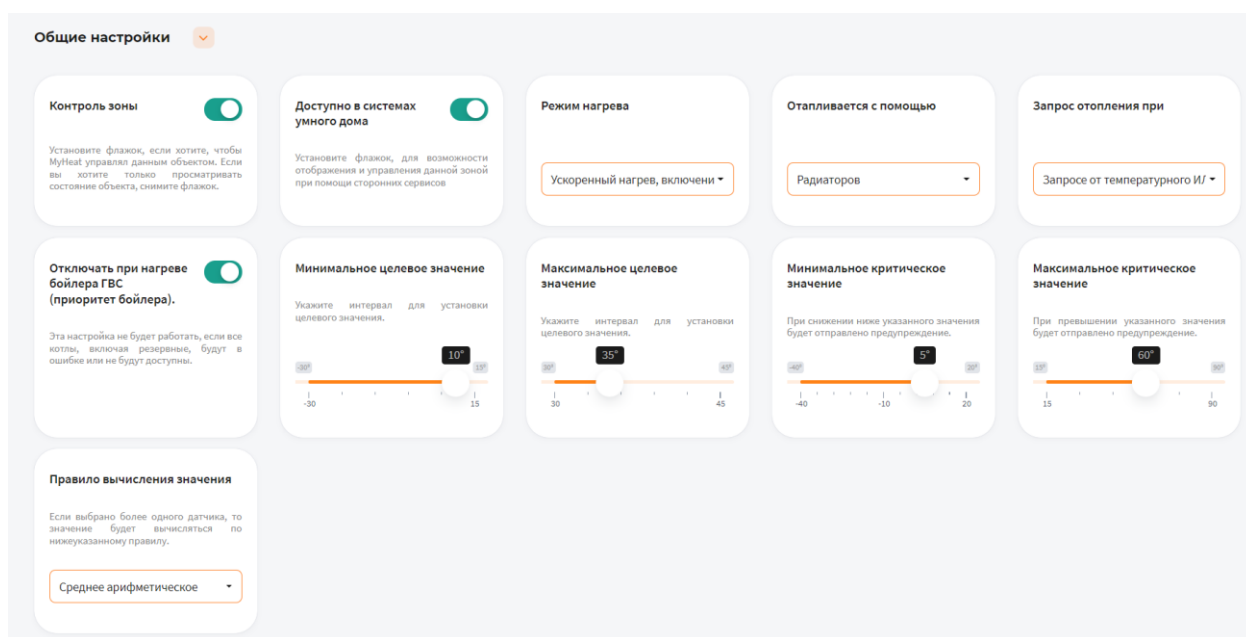 Общие настройки
Контроль зоны
Установите флажок, если хотите, чтобы
MyHeat управлял данным объектом. Если
вы хотите только просматривать
состояние объекта, снимите флажок.
Доступно в системах
умного дома
Установите флажок, для возможности
отображения и управления данной зоной
при помощи сторонних сервисов
Режим нагрева
Ускоренный нагрев, включени
Отапливается с помощью
Радиаторов
Запрос отопления при
Запросе от температурного И/
Отключать при нагреве
бойлера ГВС
(приоритет бойлера).
Эта настройка не будет работать, если все
котлы, включая резервные, будут в
ошибке или не будут доступны.
Минимальное целевое значение
Укажите интервал для установки
целевого значения.
10°
-30° 15°
-30 15
Максимальное целевое
значение
Укажите интервал для установки
целевого значения.
35°
30° 45°
30 45
Минимальное критическое
значение
При снижении ниже указанного значения
будет отправлено предупреждение.
5°
-40° 20°
-40 -10 20
Максимальное критическое
значение
При превышении указанного значения
будет отправлено предупреждение.
60°
15° 90°
15 90
Правило вычисления значения
Если выбрано более одного датчика, то
значение будет вычисляться по
нижеуказанному правилу.
Среднее арифметическое